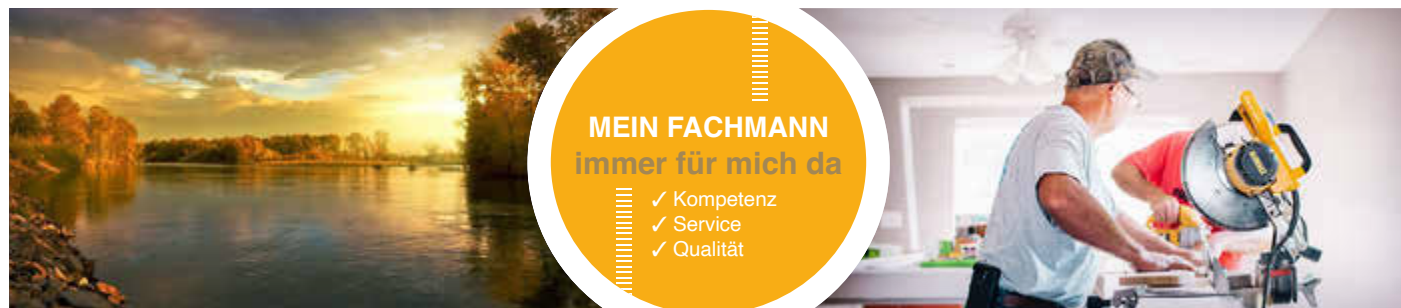 MEIN FACHMANN
immer für mich da
✓ Kompetenz
✓ Service
✓ Qualität